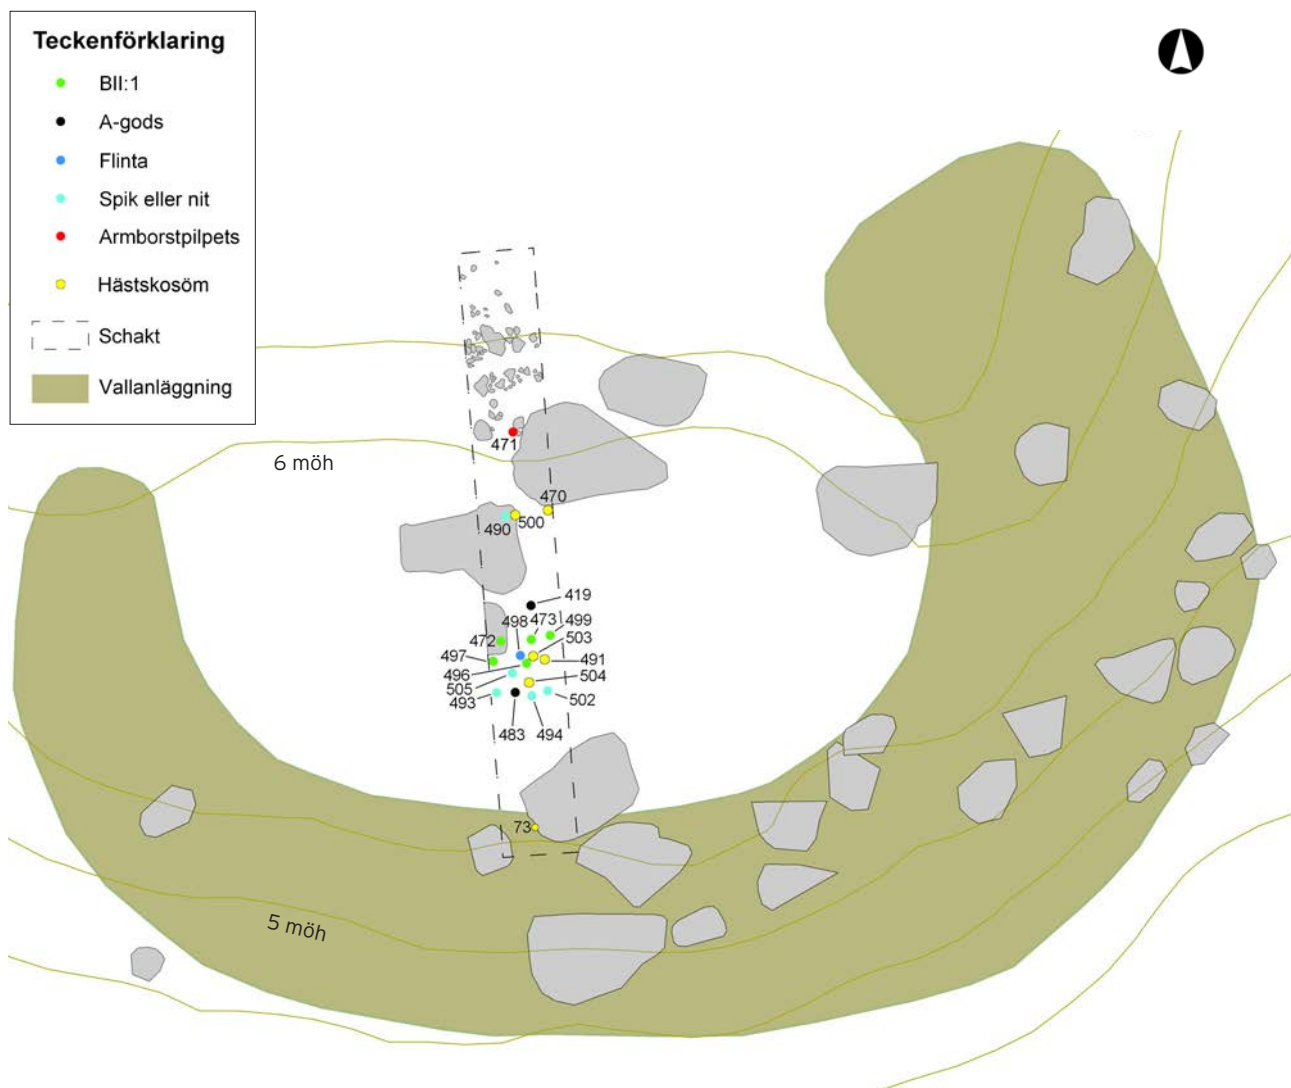 Teckenförklaring
BII:1
A-gods
Flinta
Spik eller nit
Armborstpilpets
Hästskosöm
Schakt
Vallanläggning
471
6 möh
470
490
500
419
498
473
499
472
503
497
491
496
504
505
493
502
483
494
73
5 möh